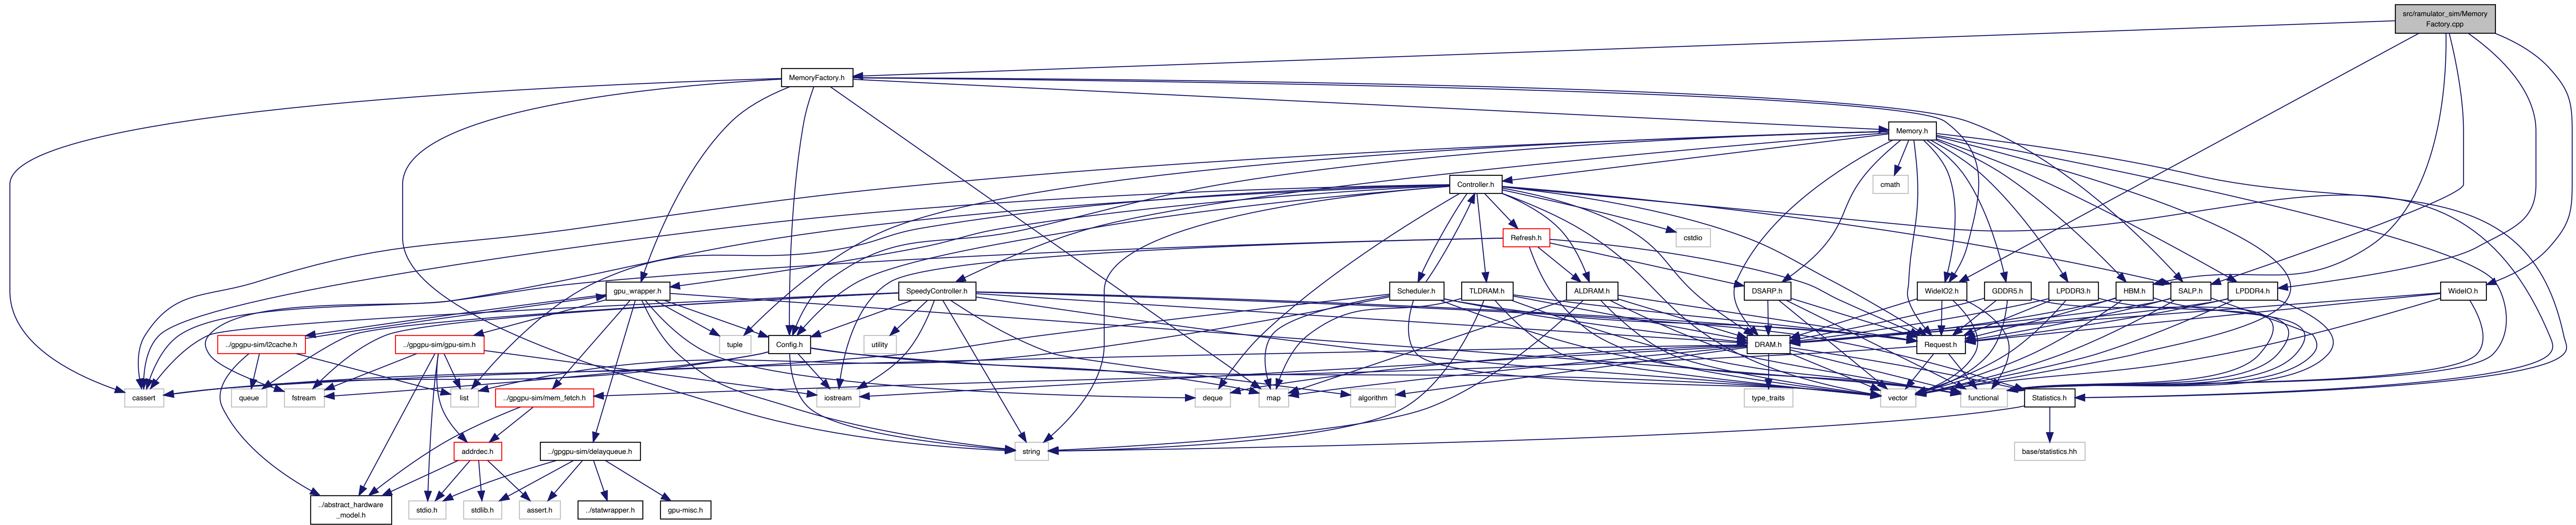 src/ramulator_sim/Memory
Factory.cpp
MemoryFactory.h
Memory.h
Controller.h
cmath
Refresh.h
cstdio
gpu_wrapper.h
SpeedyController.h
Scheduler.h
TLDRAM.h
ALDRAM.h
DSARP.h
WideIO2.h
GDDR5.h
LPDDR3.h
HBM.h
SALP.h
LPDDR4.h
WideIO.h
../gpgpu-sim/l2cache.h
../gpgpu-sim/gpu-sim.h
tuple
Config.h
utility
DRAM.h
Request.h
cassert
queue
fstream
list
../gpgpu-sim/mem_fetch.h
iostream
deque
map
algorithm
type_traits
vector
functional
Statistics.h
addrdec.h
../gpgpu-sim/delayqueue.h
string
base/statistics.hh
../abstract_hardware
_model.h
stdio.h
stdlib.h
assert.h
../statwrapper.h
gpu-misc.h